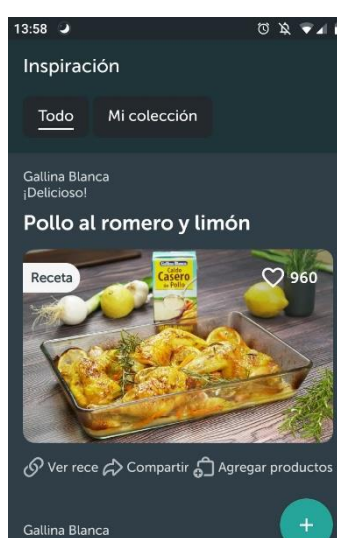 13:58
Inspiración
Todo Mi colección
Gallina Blanca
¡Delicioso!
Pollo al romero y limón
Receta
960
Gallina Blanca
Caldo
Casero
de Pollo
Ver rece Compartir Agregar productos
Gallina Blanca
+